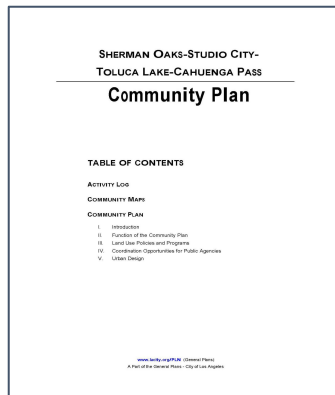 SHERMAN OAKS-STUDIO CITY-
TOLUCA LAKE-CAHUENGA PASS
Community Plan
TABLE OF CONTENTS
ACTIVITY LOG
COMMUNITY MAPS
COMMUNITY PLAN
I. Introduction
II. Function of the Community Plan
III. Land Use Policies and Programs
IV. Coordination Opportunities for Public Agencies
V. Urban Design
www.lacity.org/PLN (General Plans)
A Part of the General Plans - City of Los Angeles